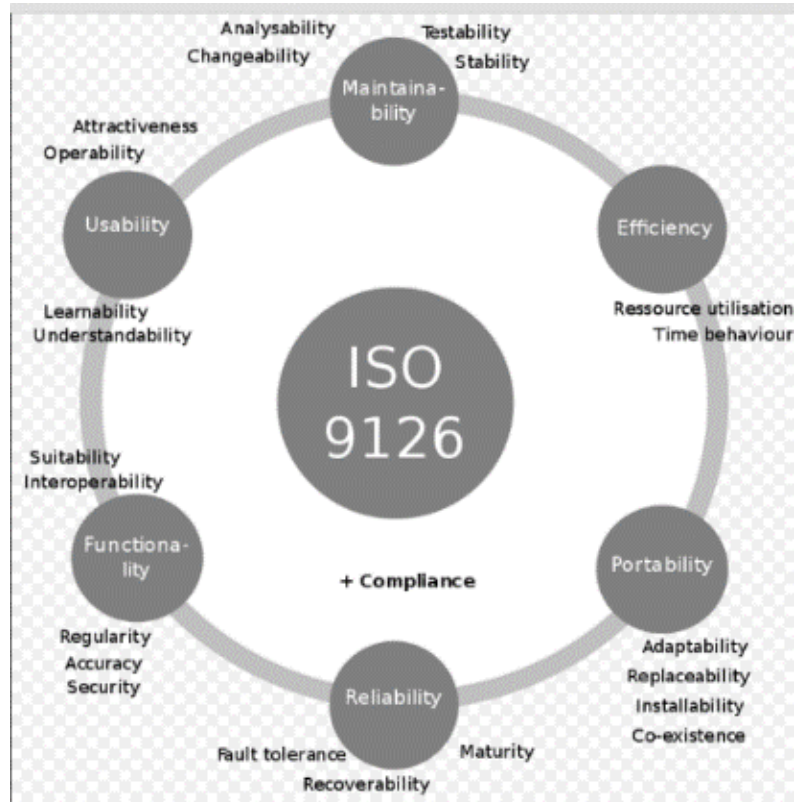 Analysability
Testability
Changeability
Stability
Maintaina-
bility
Attractiveness
Operability
Usability
Efficiency
Learnability
Understandability
Ressource utilisation
Time behaviour
ISO
9126
Suitability
Interoperability
Functiona-
lity
Portability
+ Compliance
Regularity
Accuracy
Security
Adaptability
Replaceability
Installability
Co-existence
Reliability
Fault tolerance
Maturity
Recoverability